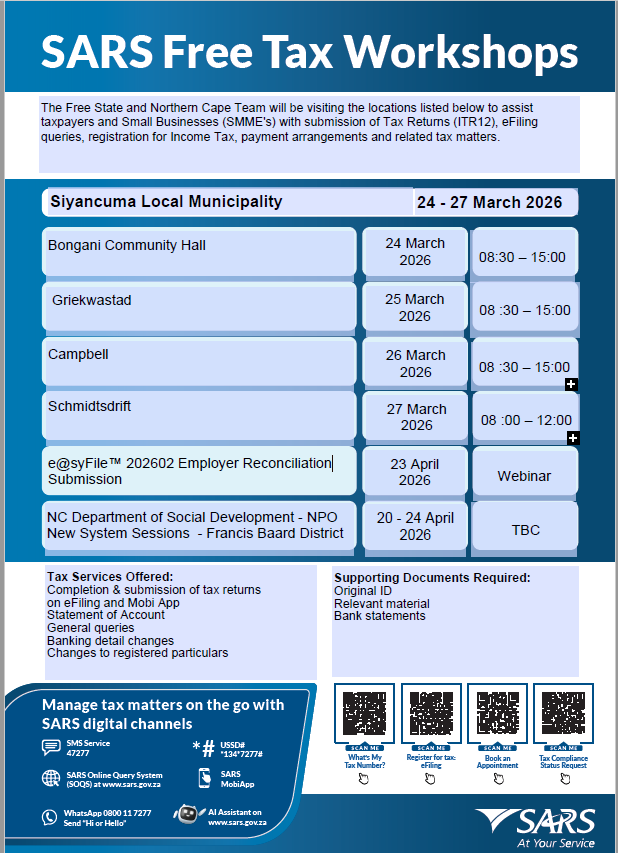 SARS Free Tax Workshops
The Free State and Northern Cape Team will be visiting the locations listed below to assist
taxpayers and Small Businesses (SMME's) with submission of Tax Returns (ITR12), eFiling
queries, registration for Income Tax, payment arrangements and related tax matters.
Siyancuma Local Municipality
24 - 27 March 2026
Bongani Community Hall
24 March
2026
08:30 – 15:00
Griekwastad
25 March
2026
08 :30 – 15:00
Campbell
26 March
2026
08 :30 – 15:00
Schmidtsdrift
27 March
2026
08 :00 – 12:00
e@syFile™ 202602 Employer Reconciliation
Submission
23 April
2026
Webinar
NC Department of Social Development - NPO
New System Sessions - Francis Baard District
20 - 24 April
2026
TBC
Tax Services Offered:
Completion & submission of tax returns
on eFiling and Mobi App
Statement of Account
General queries
Banking detail changes
Changes to registered particulars
Supporting Documents Required:
Original ID
Relevant material
Bank statements
Manage tax matters on the go with
SARS digital channels
SMS Service
47277
*#
USSD#
*134*7277#
SARS Online Query System
(SOQS) at www.sars.gov.za
SARS
MobiApp
WhatsApp 0800 11 7277
Send "Hi or Hello"
AI Assistant on
www.sars.gov.za
SCAN ME
What's My
Tax Number?
SCAN ME
Register for tax:
eFiling
SCAN ME
Book an
Appointment
SCAN ME
Tax Compliance
Status Request
SARS
At Your Service